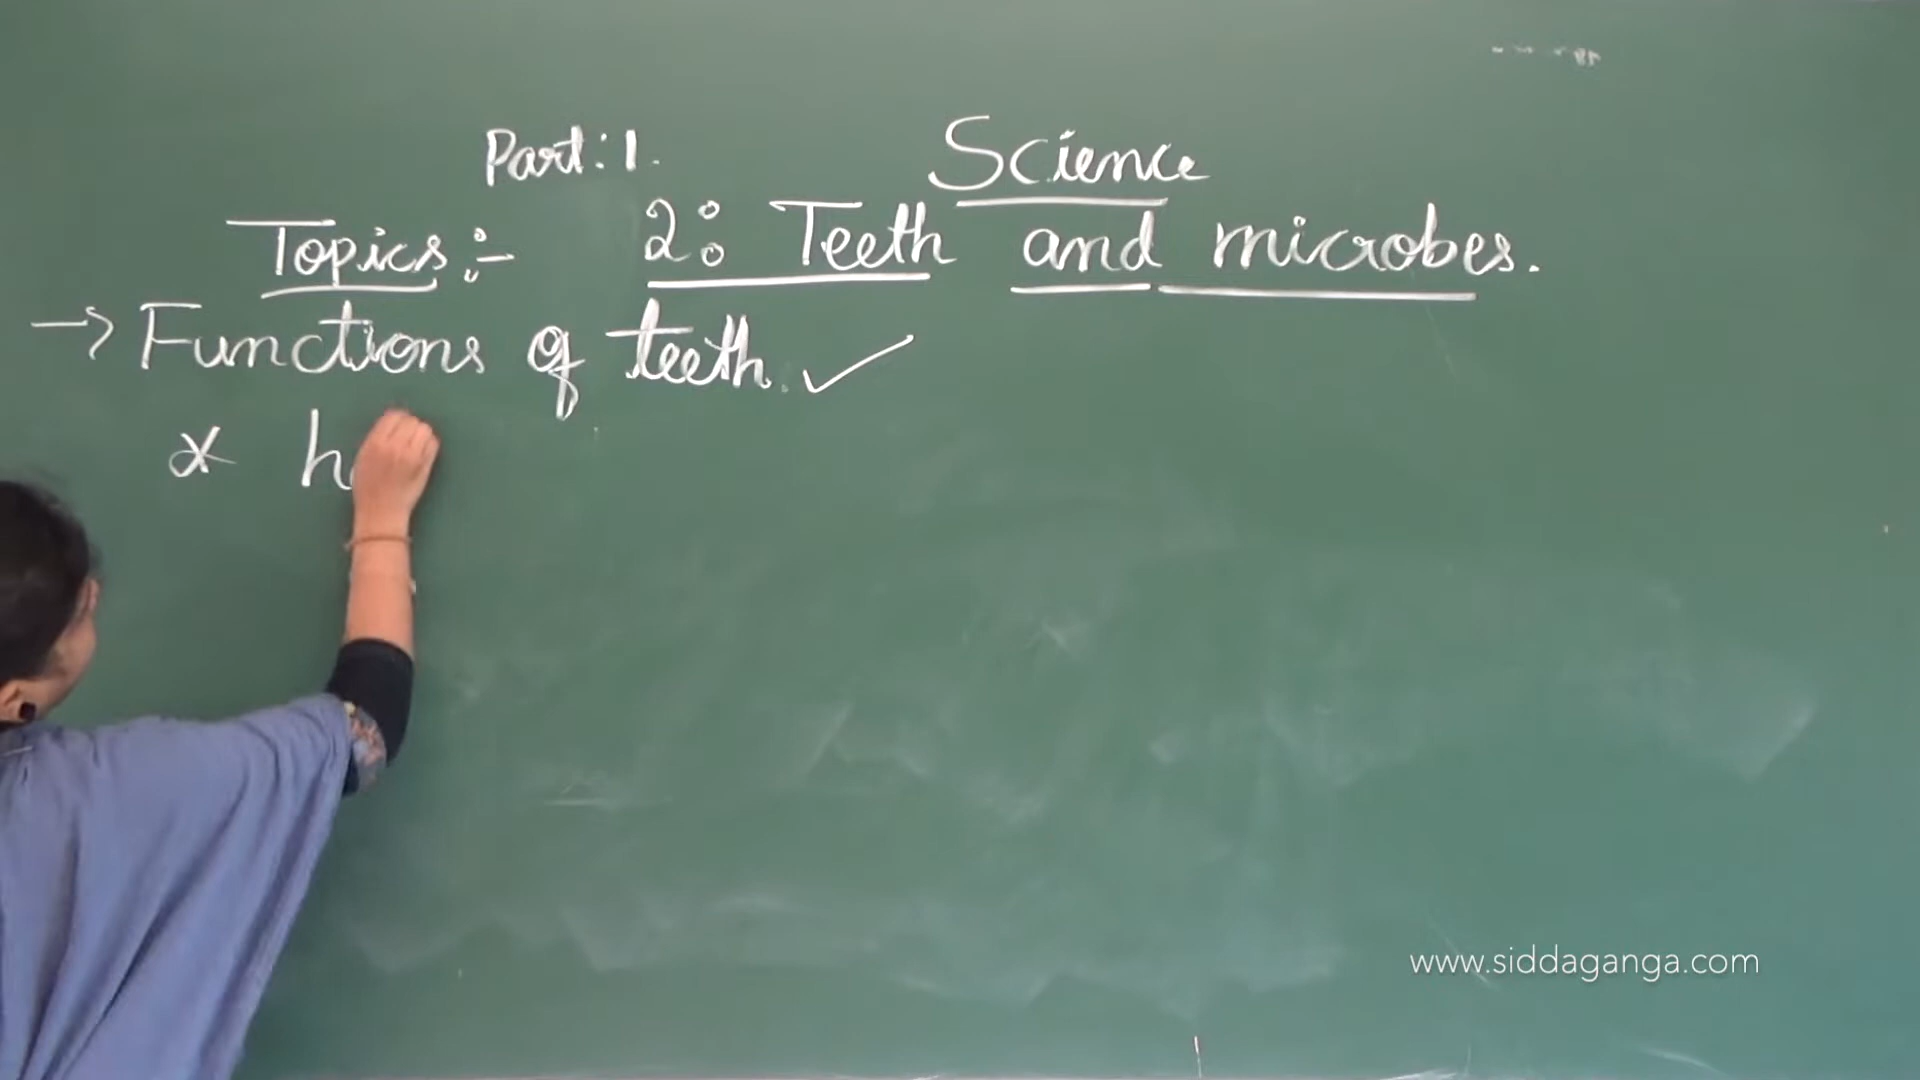 Part:1.
Science
Topics:-
2: Teeth and microbes.
→ Functions of teeth. ✓
www.siddaganga.com